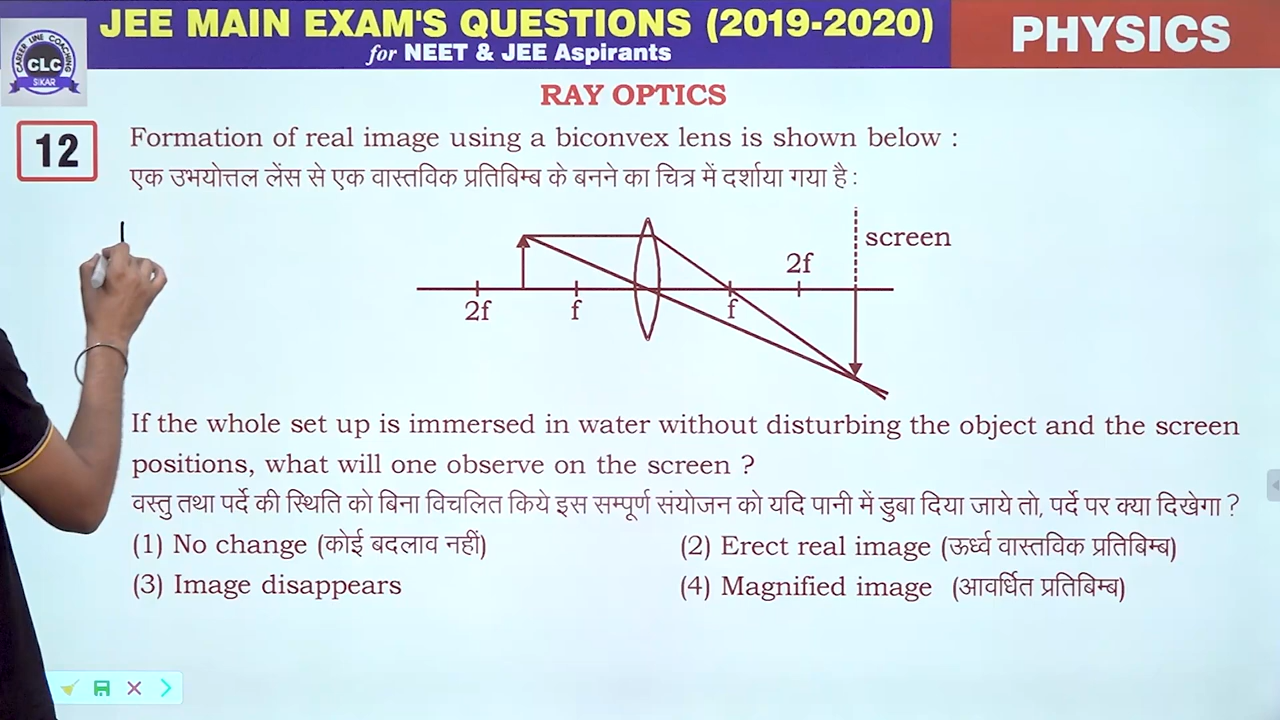 JEE MAIN EXAM'S QUESTIONS (2019-2020)
for NEET & JEE Aspirants
PHYSICS
CAREER LINE COACHING
CLC
SIKAR
RAY OPTICS
12
Formation of real image using a biconvex lens is shown below :
एक उभयोत्तल लेंस से एक वास्तविक प्रतिबिम्ब के बनने का चित्र में दर्शाया गया है :
screen
2f
2f
f
f
If the whole set up is immersed in water without disturbing the object and the screen
positions, what will one observe on the screen ?
वस्तु तथा पर्दे की स्थिति को बिना विचलित किये इस सम्पूर्ण संयोजन को यदि पानी में डुबा दिया जाये तो, पर्दे पर क्या दिखेगा ?
(1) No change (कोई बदलाव नहीं)
(2) Erect real image (ऊर्ध्व वास्तविक प्रतिबिम्ब)
(3) Image disappears
(4) Magnified image (आवर्धित प्रतिबिम्ब)